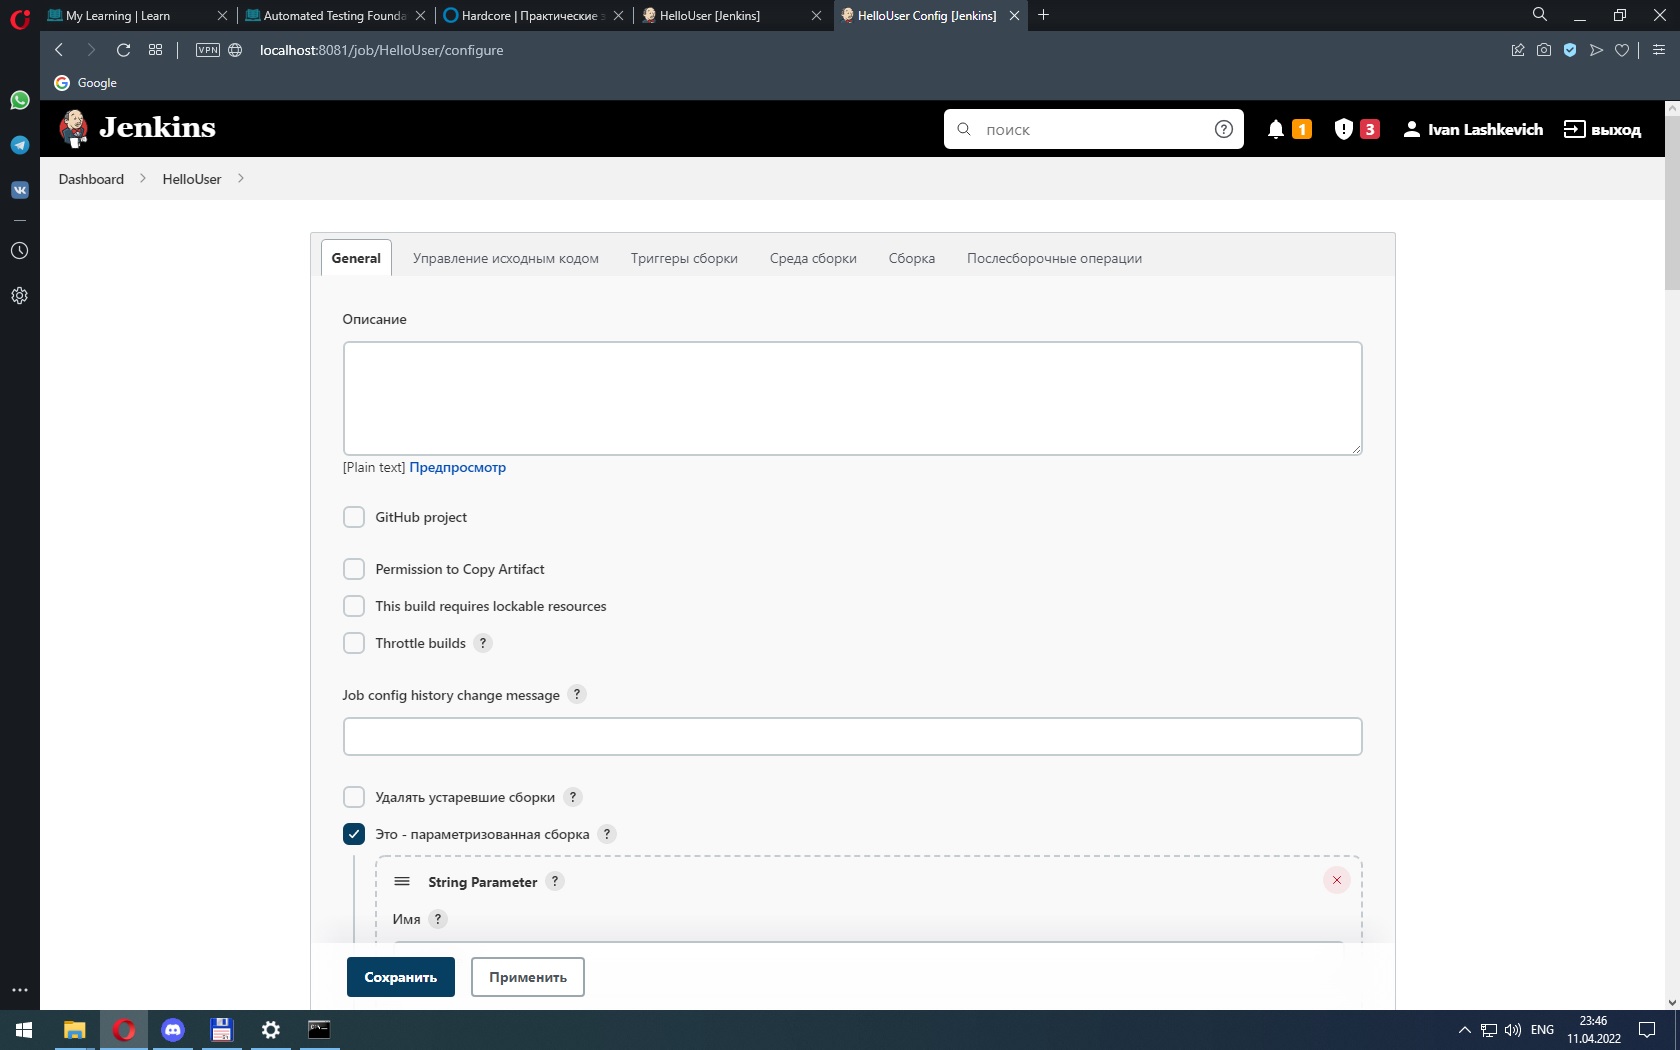 My Learning | Learn
Automated Testing Founda
Hardcore | Практические з
HelloUser [Jenkins]
HelloUser Config [Jenkins]
VPN
localhost:8081/job/HelloUser/configure
Google
Jenkins
поиск
?
1
3
Ivan Lashkevich
выход
Dashboard
HelloUser
General
Управление исходным кодом
Триггеры сборки
Среда сборки
Сборка
Послесборочные операции
Описание
[Plain text] Предпросмотр
GitHub project
Permission to Copy Artifact
This build requires lockable resources
Throttle builds ?
Job config history change message ?
Удалять устаревшие сборки ?
Это - параметризованная сборка ?
String Parameter ?
Имя ?
Сохранить
Применить
ENG
23:46
11.04.2022